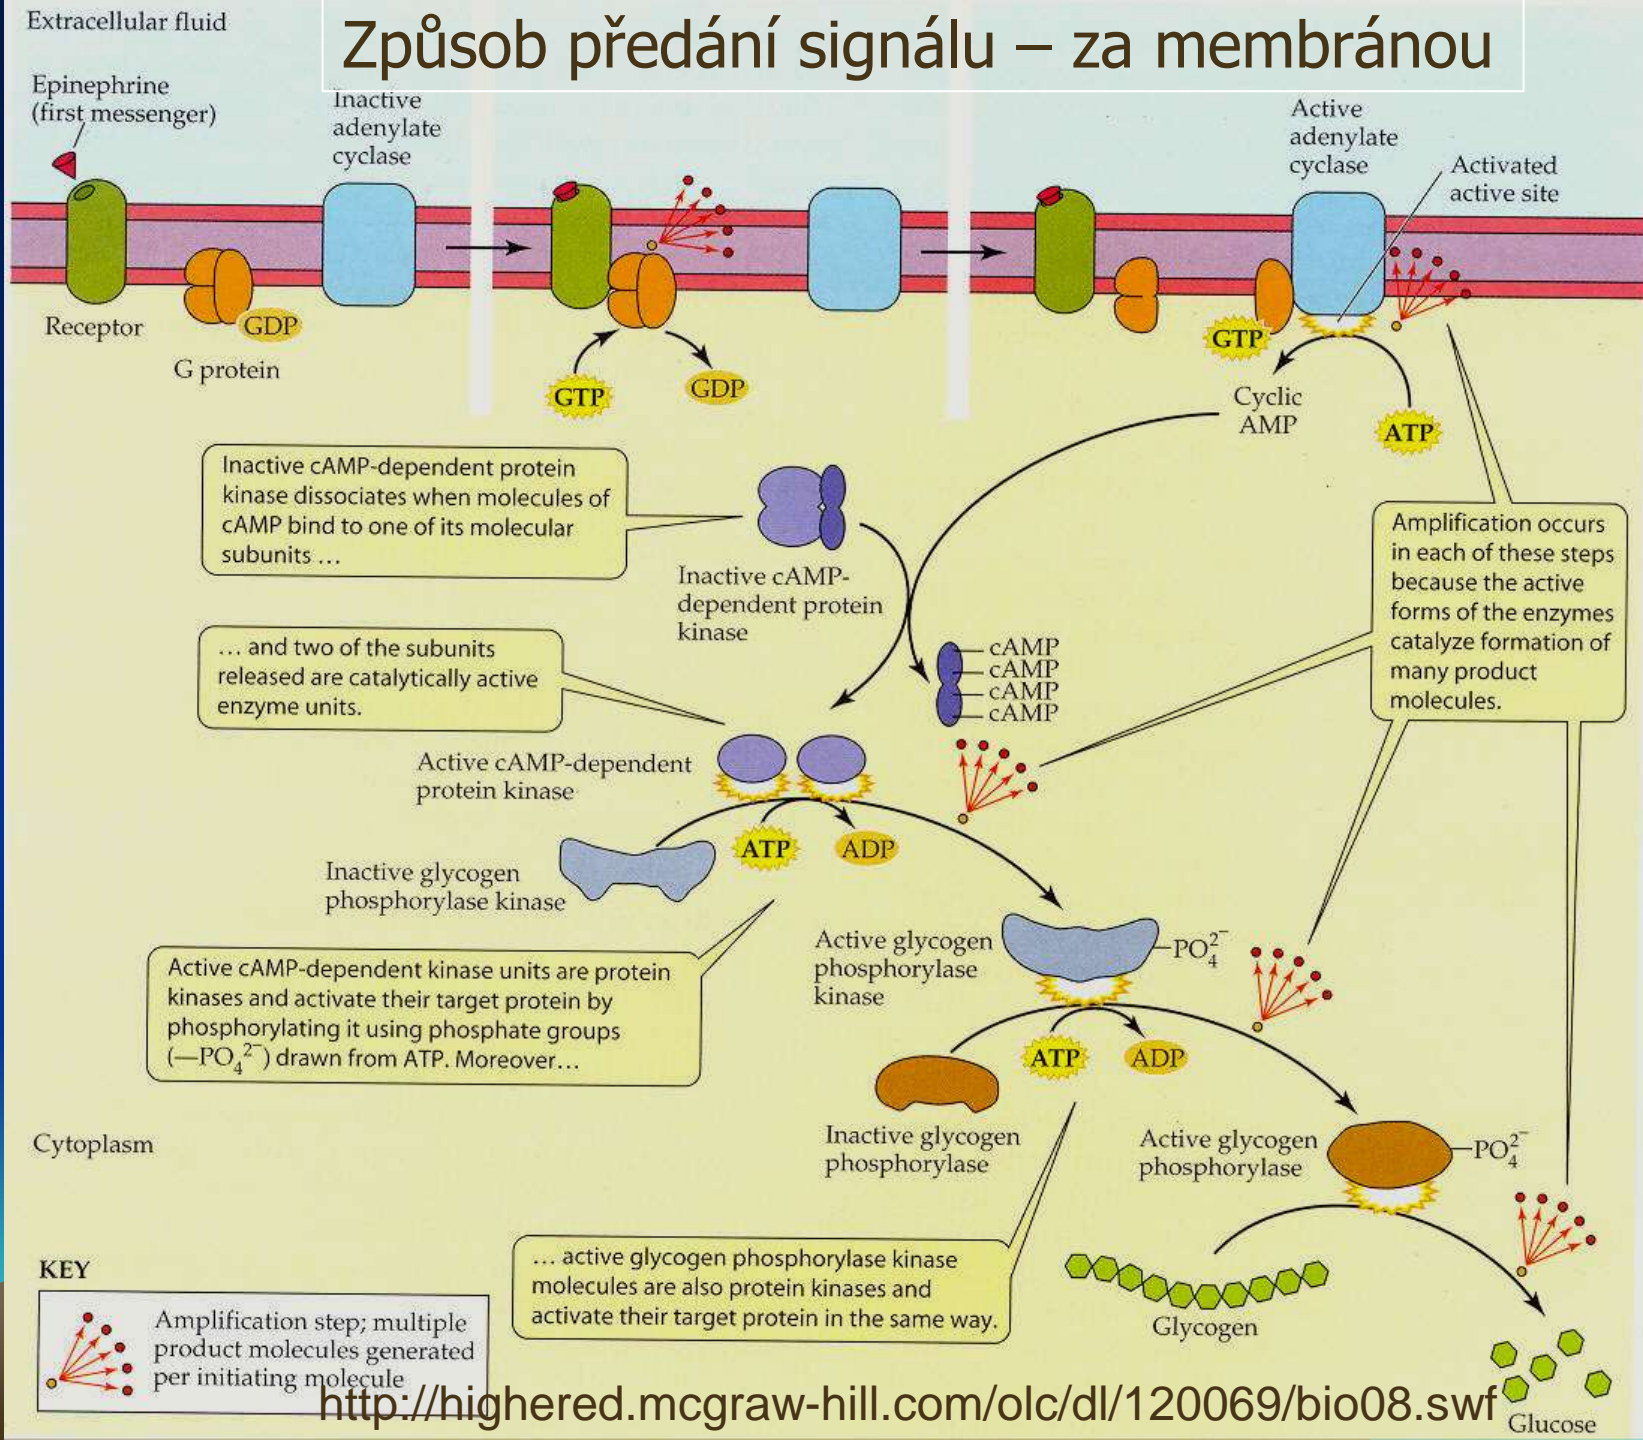 Způsob předání signálu – za membránou
Extracellular fluid
Epinephrine
(first messenger)
Inactive
adenylate
cyclase
Active
adenylate
cyclase
Activated
active site
Receptor
GDP
G protein
GTP
GDP
GTP
Cyclic
AMP
ATP
Inactive cAMP-dependent protein
kinase dissociates when molecules of
cAMP bind to one of its molecular
subunits …
Inactive cAMP-
dependent protein
kinase
Amplification occurs
in each of these steps
because the active
forms of the enzymes
catalyze formation of
many product
molecules.
… and two of the subunits
released are catalytically active
enzyme units.
cAMP
cAMP
cAMP
cAMP
Active cAMP-dependent
protein kinase
ATP
ADP
Inactive glycogen
phosphorylase kinase
Active glycogen
phosphorylase
kinase
PO₄²⁻
Active cAMP-dependent kinase units are protein
kinases and activate their target protein by
phosphorylating it using phosphate groups
(—PO₄²⁻) drawn from ATP. Moreover…
ATP
ADP
Inactive glycogen
phosphorylase
Active glycogen
phosphorylase
PO₄²⁻
Cytoplasm
… active glycogen phosphorylase kinase
molecules are also protein kinases and
activate their target protein in the same way.
Glycogen
Glucose
KEY
Amplification step; multiple
product molecules generated
per initiating molecule
http://highered.mcgraw-hill.com/olc/dl/120069/bio08.swf